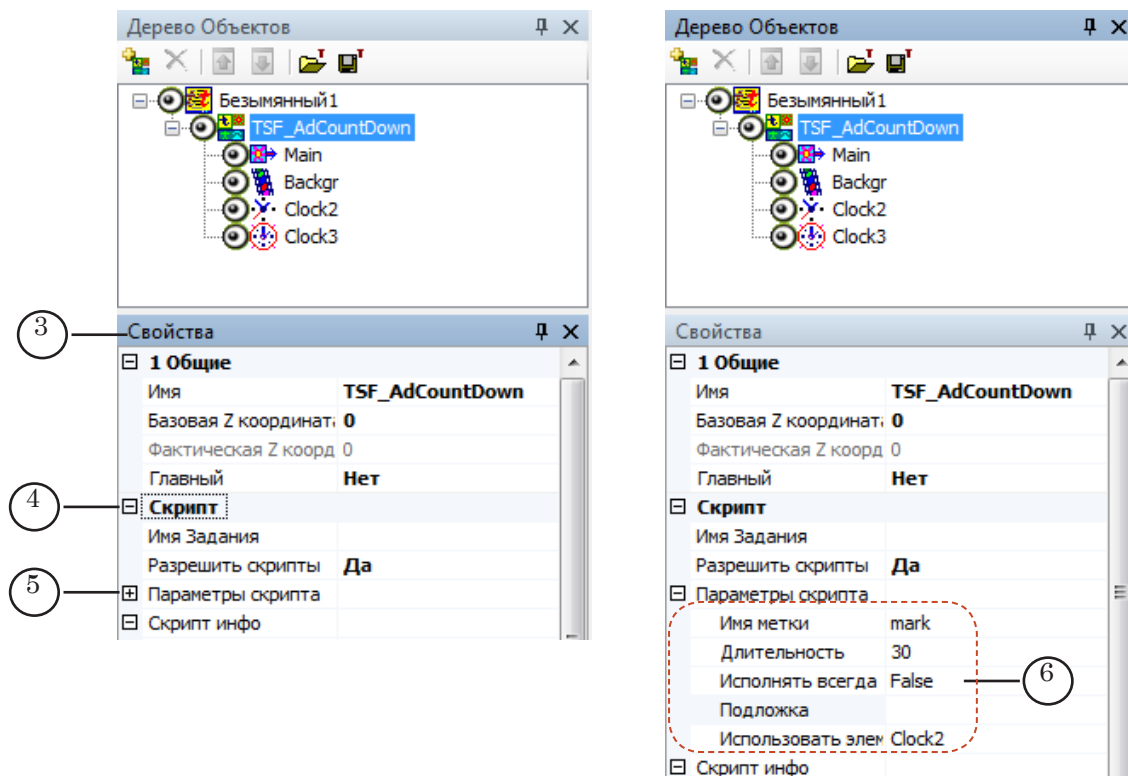 Дерево Объектов
Безымянный1
TSF_AdCountDown
Main
Backgr
Clock2
Clock3
3
Свойства
1 Общие
Имя TSF_AdCountDown
Базовая Z координат
0
Фактическая Z коорд 0
Главный Нет
4
Скрипт
Имя Задания
Разрешить скрипты Да
5
Параметры скрипта
Скрипт инфо
Дерево Объектов
Безымянный1
TSF_AdCountDown
Main
Backgr
Clock2
Clock3
Свойства
1 Общие
Имя TSF_AdCountDown
Базовая Z координат
0
Фактическая Z коорд 0
Главный Нет
Скрипт
Имя Задания
Разрешить скрипты Да
Параметры скрипта
Имя метки mark
Длительность 30
Исполнять всегда False
6
Подложка
Использовать элем Clock2
Скрипт инфо